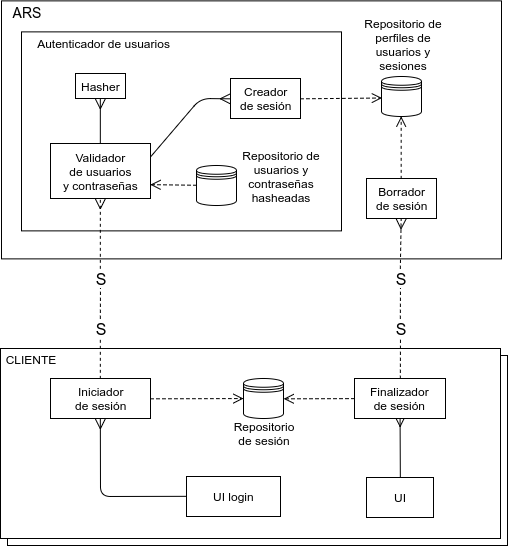 ARS
Autenticador de usuarios
Repositorio de
perfiles de
usuarios y
sesiones
Hasher
Creador
de sesión
Validador
de usuarios
y contraseñas
Repositorio de
usuarios y
contraseñas
hasheadas
Borrador
de sesión
S
S
S
S
CLIENTE
Iniciador
de sesión
Repositorio
de sesión
Finalizador
de sesión
UI login
UI